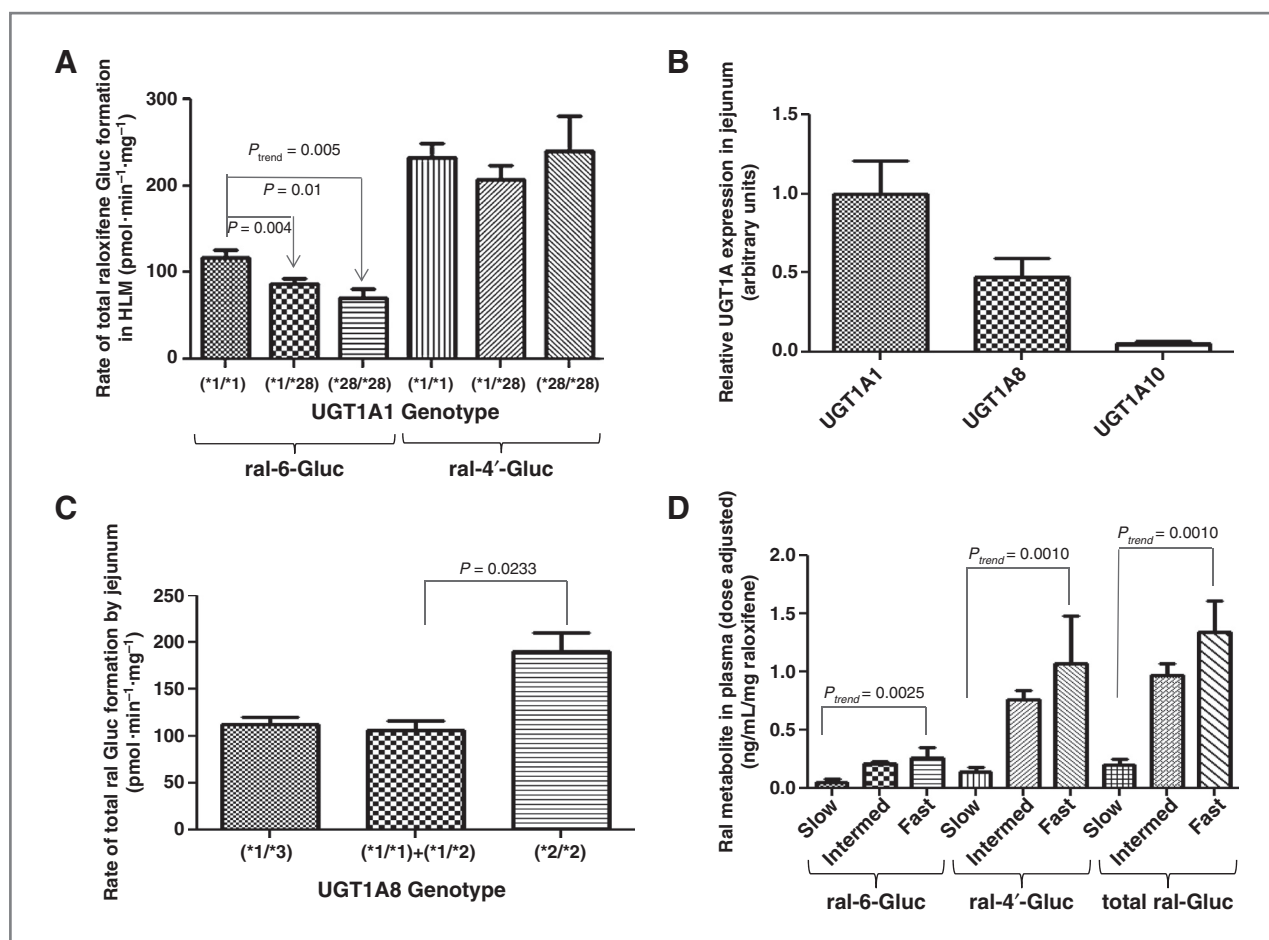 A
Rate of total raloxifene Gluc formation
in HLM (pmol·min⁻¹·mg⁻¹)
300
200
100
0
P trend = 0.005
P = 0.01
P = 0.004
(*1/*1)
(*1/*28)
(*28/*28)
(*1/*1)
(*1/*28)
(*28/*28)
UGT1A1 Genotype
ral-6-Gluc
ral-4′-Gluc
B
Relative UGT1A expression in jejunum
(arbitrary units)
1.5
1.0
0.5
0.0
UGT1A1
UGT1A8
UGT1A10
C
Rate of total ral Gluc formation by jejunum
(pmol·min⁻¹·mg⁻¹)
250
200
150
100
50
0
P = 0.0233
(*1/*3)
(*1/*1)+(*1/*2)
(*2/*2)
UGT1A8 Genotype
D
Ral metabolite in plasma (dose adjusted)
(ng/mL/mg raloxifene)
2.0
1.5
1.0
0.5
0.0
P trend = 0.0025
P trend = 0.0010
P trend = 0.0010
Slow
Intermed
Fast
Slow
Intermed
Fast
Slow
Intermed
Fast
ral-6-Gluc
ral-4′-Gluc
total ral-Gluc